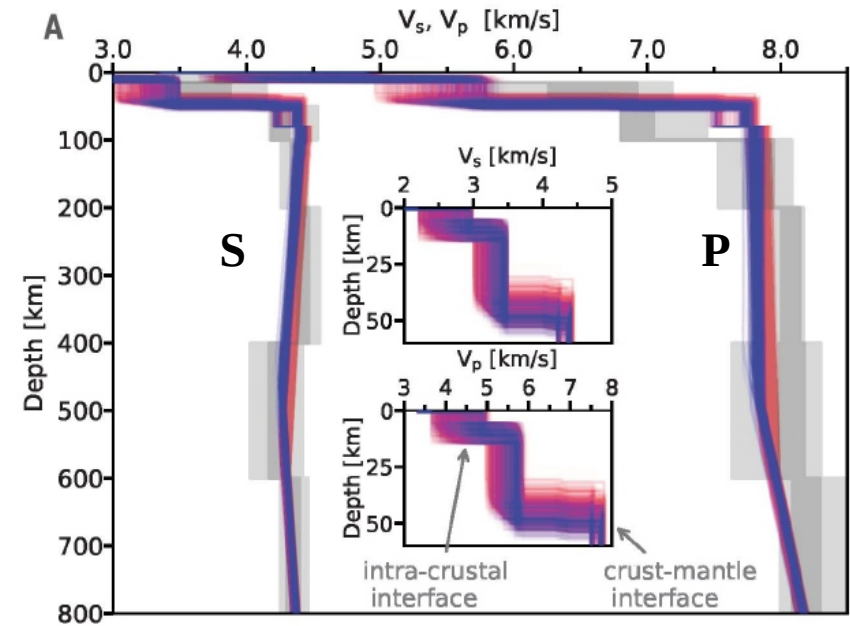 A
Vs, Vp [km/s]
3.0 4.0 5.0 6.0 7.0 8.0
0
100
200
300
400
500
600
700
800
Depth [km]
S
P
Vs [km/s]
2 3 4 5
0
25
50
Depth [km]
Vp [km/s]
3 4 5 6 7 8
0
25
50
Depth [km]
intra-crustal
interface
crust-mantle
interface